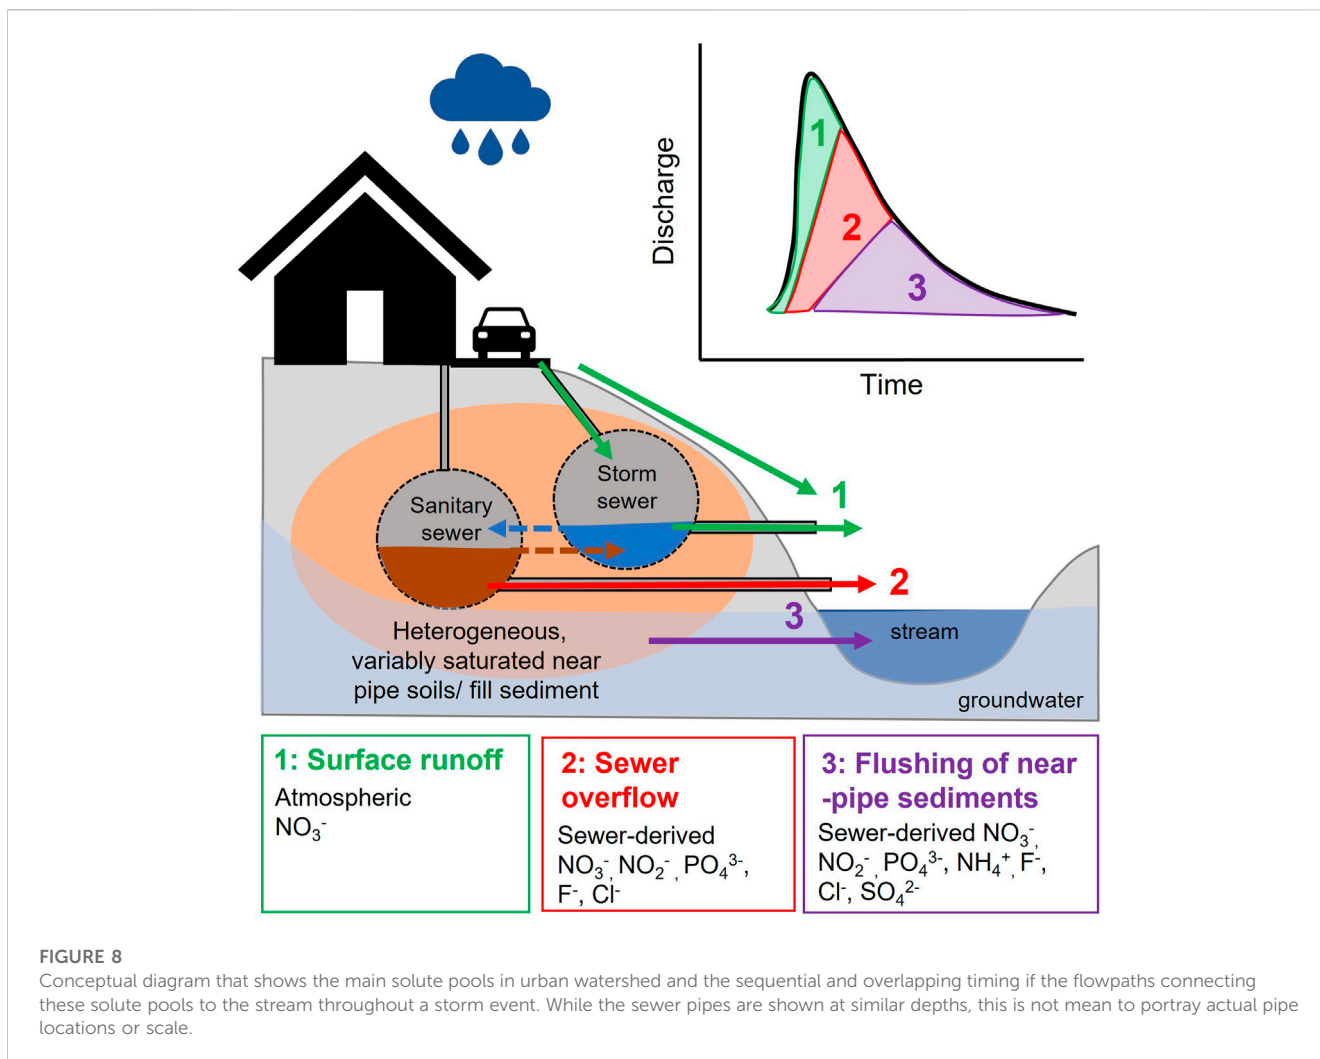 Discharge
1
2
3
Time
Storm
sewer
Sanitary
sewer
1
2
3
stream
Heterogeneous,
variably saturated near
pipe soils/ fill sediment
groundwater
1: Surface runoff
Atmospheric
NO₃⁻
2: Sewer
overflow
Sewer-derived
NO₃⁻, NO₂⁻, PO₄³⁻,
F⁻, Cl⁻
3: Flushing of near
-pipe sediments
Sewer-derived NO₃⁻,
NO₂⁻, PO₄³⁻, NH₄⁺, F⁻,
Cl⁻, SO₄²⁻
FIGURE 8
Conceptual diagram that shows the main solute pools in urban watershed and the sequential and overlapping timing if the flowpaths connecting
these solute pools to the stream throughout a storm event. While the sewer pipes are shown at similar depths, this is not mean to portray actual pipe
locations or scale.